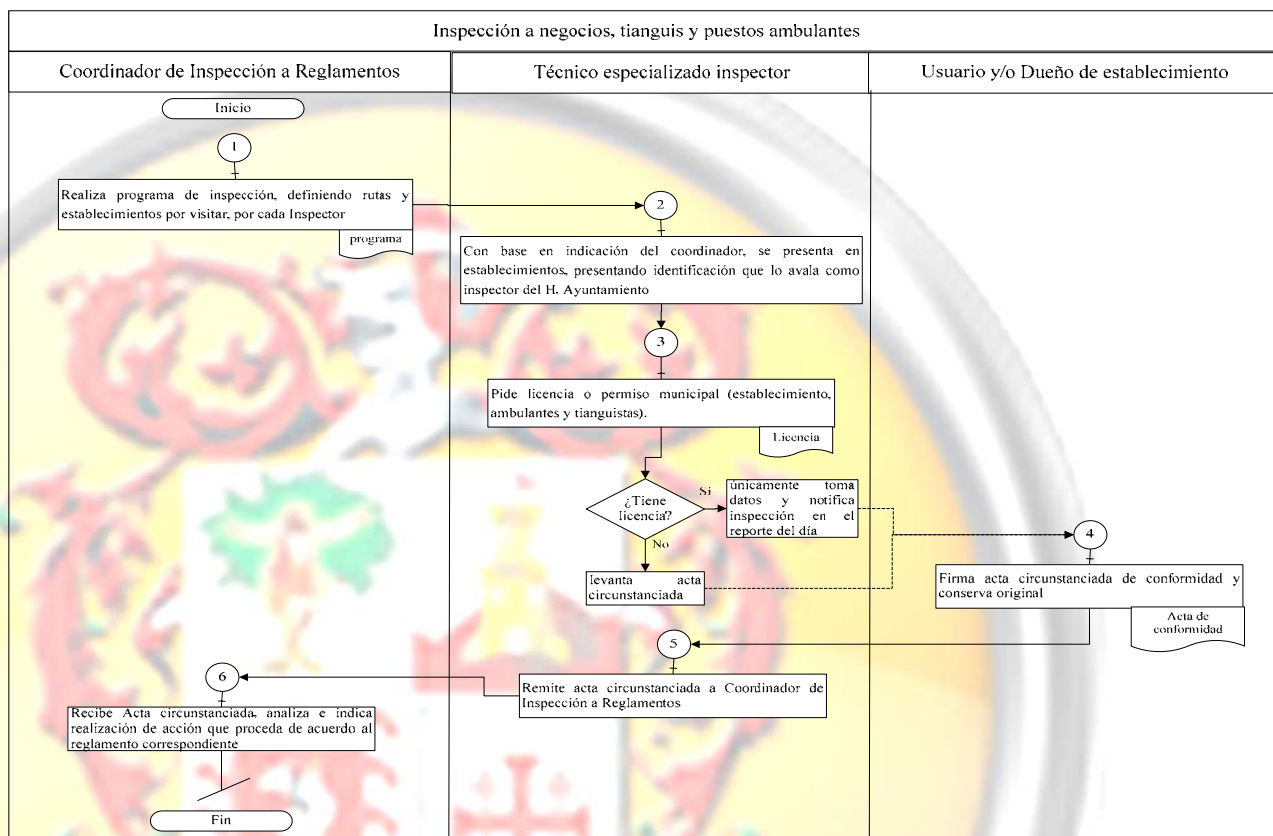 Inspección a negocios, tianguis y puestos ambulantes
Coordinador de Inspección a Reglamentos
Técnico especializado inspector
Usuario y/o Dueño de establecimiento
Inicio
1
Realiza programa de inspección, definiendo rutas y
establecimientos por visitar, por cada Inspector
programa
2
Con base en indicación del coordinador, se presenta en
establecimientos, presentando identificación que lo avala como
inspector del H. Ayuntamiento
3
Pide licencia o permiso municipal (establecimiento,
ambulantes y tianguistas).
Licencia
¿Tiene
licencia?
Si
únicamente toma
datos y notifica
inspección en el
reporte del día
No
levanta acta
circunstanciada
4
Firma acta circunstanciada de conformidad y
conserva original
Acta de
conformidad
5
Remite acta circunstanciada a Coordinador de
Inspección a Reglamentos
6
Recibe Acta circunstanciada, analiza e indica
realización de acción que proceda de acuerdo al
reglamento correspondiente
Fin